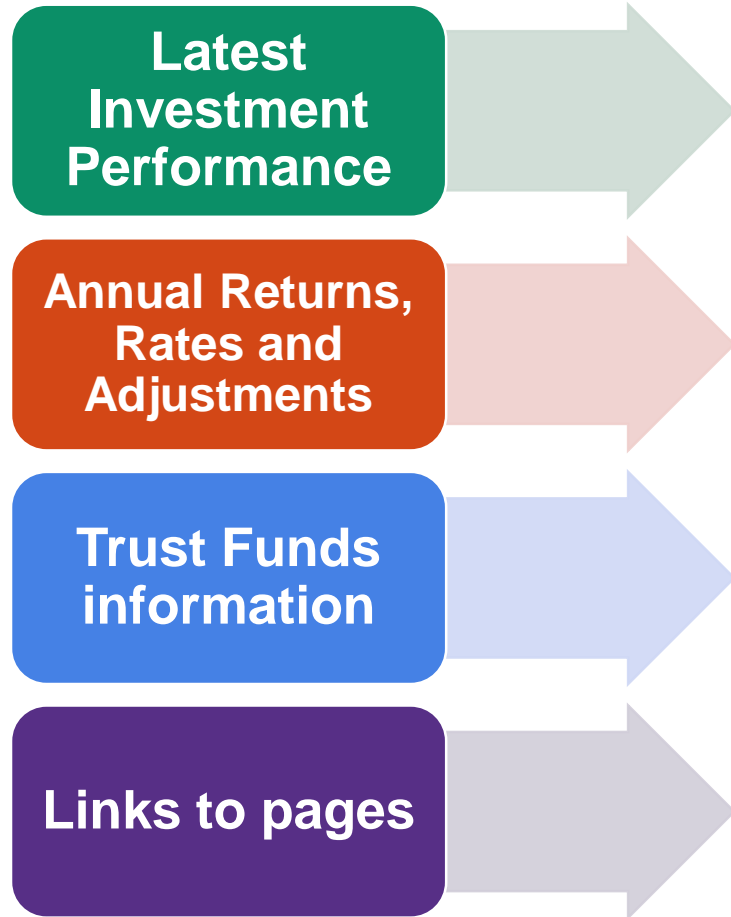 Latest
Investment
Performance
Annual Returns,
Rates and
Adjustments
Trust Funds
information
Links to pages